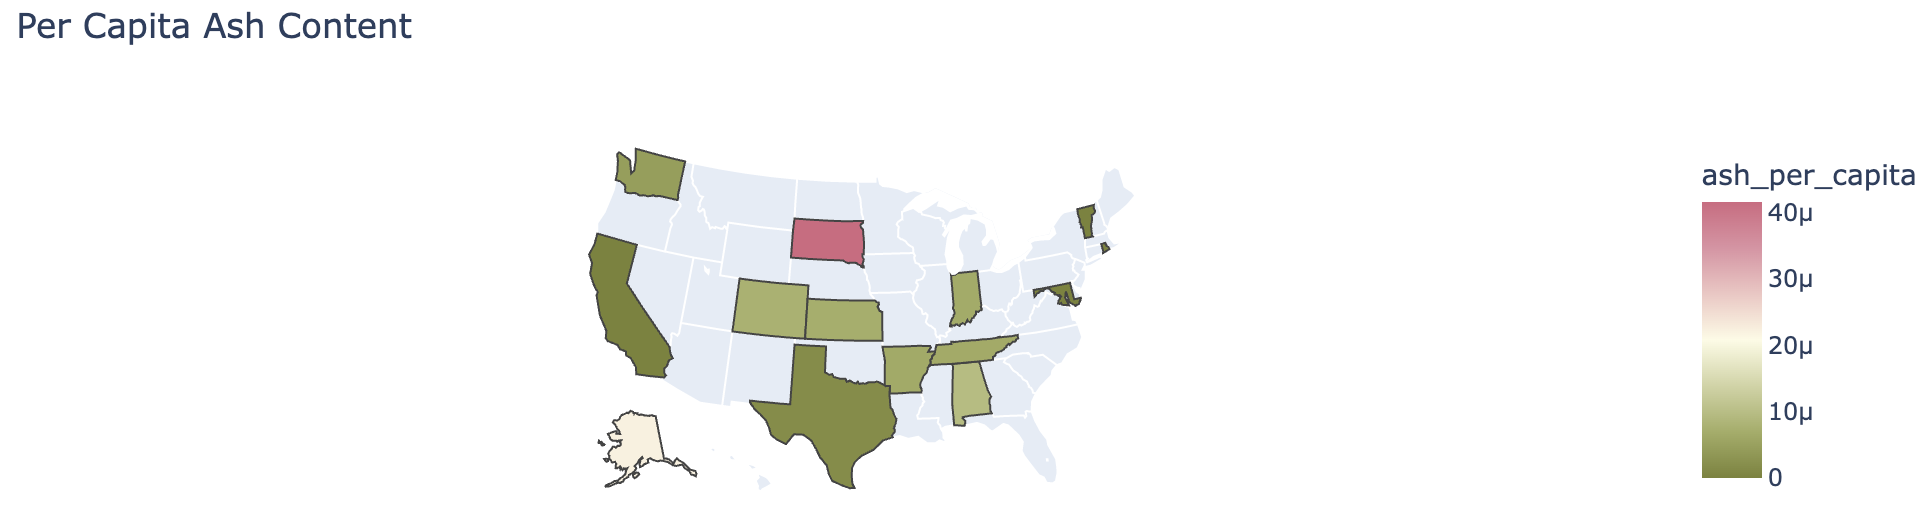 Per Capita Ash Content
ash_per_capita
40μ
30μ
20μ
10μ
0